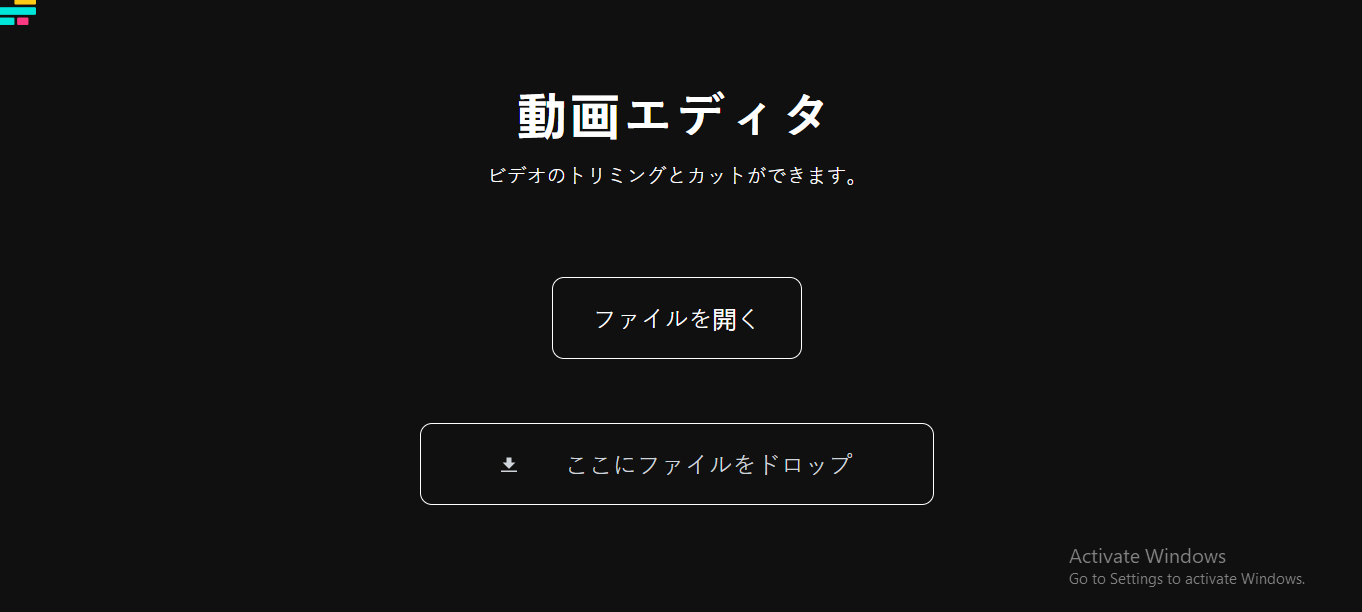 動画エディタ
ビデオのトリミングとカットができます。
ファイルを開く
ここにファイルをドロップ
Activate Windows
Go to Settings to activate Windows.